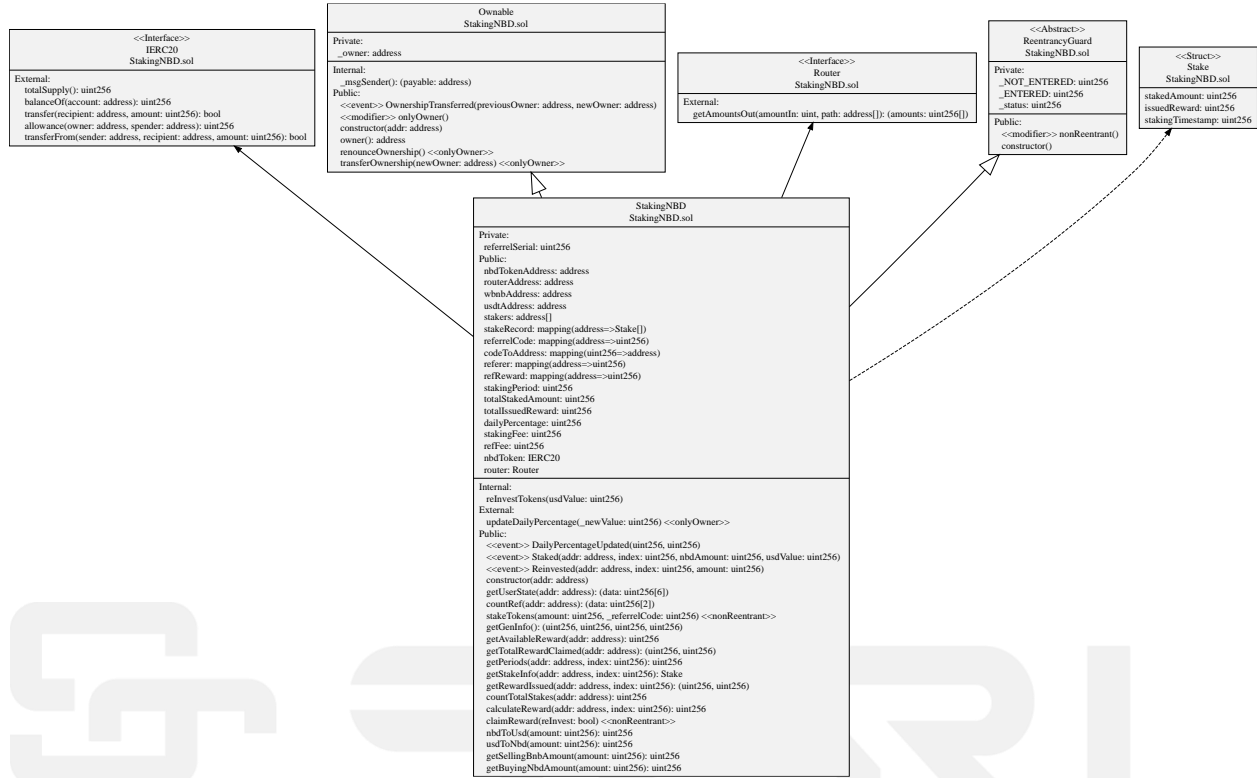 <<Interface>>
IERC20
StakingNBD.sol
External:
totalSupply(): uint256
balanceOf(account: address): uint256
transfer(recipient: address, amount: uint256): bool
allowance(owner: address, spender: address): uint256
transferFrom(sender: address, recipient: address, amount: uint256): bool
Ownable
StakingNBD.sol
Private:
_owner: address
Internal:
_msgSender(): (payable: address)
Public:
<<event>> OwnershipTransferred(previousOwner: address, newOwner: address)
<<modifier>> onlyOwner()
constructor(addr: address)
owner(): address
renounceOwnership() <<onlyOwner>>
transferOwnership(newOwner: address) <<onlyOwner>>
<<Interface>>
Router
StakingNBD.sol
External:
getAmountsOut(amountIn: uint, path: address[]): (amounts: uint256[])
<<Abstract>>
ReentrancyGuard
StakingNBD.sol
Private:
_NOT_ENTERED: uint256
_ENTERED: uint256
_status: uint256
Public:
<<modifier>> nonReentrant()
constructor()
<<Struct>>
Stake
StakingNBD.sol
stakedAmount: uint256
issuedReward: uint256
stakingTimestamp: uint256
StakingNBD
StakingNBD.sol
Private:
referrelSerial: uint256
Public:
nbdTokenAddress: address
routerAddress: address
wbnbAddress: address
usdtAddress: address
stakers: address[]
stakeRecord: mapping(address=>Stake[])
referrelCode: mapping(address=>uint256)
codeToAddress: mapping(uint256=>address)
referer: mapping(address=>uint256)
refReward: mapping(address=>uint256)
stakingPeriod: uint256
totalStakedAmount: uint256
totalIssuedReward: uint256
dailyPercentage: uint256
stakingFee: uint256
refFee: uint256
nbdToken: IERC20
router: Router
Internal:
reInvestTokens(usdValue: uint256)
External:
updateDailyPercentage(_newValue: uint256) <<onlyOwner>>
Public:
<<event>> DailyPercentageUpdated(uint256, uint256)
<<event>> Staked(addr: address, index: uint256, nbdAmount: uint256, usdValue: uint256)
<<event>> Reinvested(addr: address, index: uint256, amount: uint256)
constructor(addr: address)
getUserState(addr: address): (data: uint256[6])
countRef(addr: address): (data: uint256[2])
stakeTokens(amount: uint256, _referrelCode: uint256) <<nonReentrant>>
getGenInfo(): (uint256, uint256, uint256, uint256)
getAvailableReward(addr: address): uint256
getTotalRewardClaimed(addr: address): (uint256, uint256)
getPeriods(addr: address, index: uint256): uint256
getStakeInfo(addr: address, index: uint256): Stake
getRewardIssued(addr: address, index: uint256): (uint256, uint256)
countTotalStakes(addr: address): uint256
calculateReward(addr: address, index: uint256): uint256
claimReward(reInvest: bool) <<nonReentrant>>
nbdToUsd(amount: uint256): uint256
usdToNbd(amount: uint256): uint256
getSellingBnbAmount(amount: uint256): uint256
getBuyingNbdAmount(amount: uint256): uint256